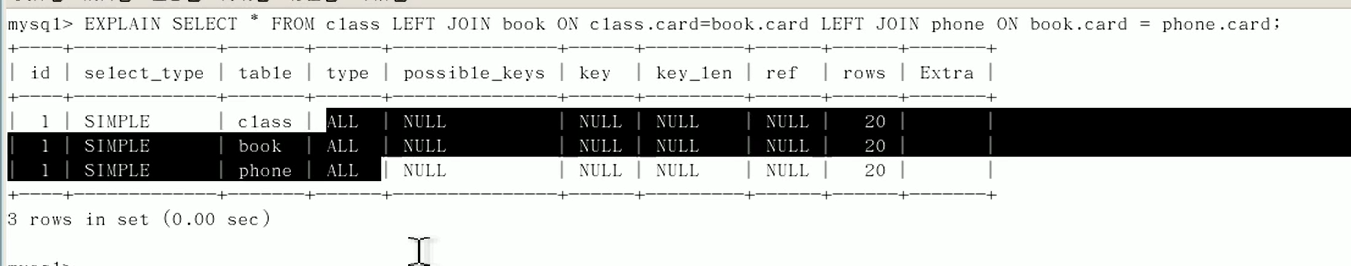 mysql> EXPLAIN SELECT * FROM class LEFT JOIN book ON class.card=book.card LEFT JOIN phone ON book.card = phone.card;
+----+-------------+-------+------+---------------+------+---------+------+------+-------+
| id | select_type | table | type | possible_keys | key | key_len | ref | rows | Extra |
+----+-------------+-------+------+---------------+------+---------+------+------+-------+
| 1 | SIMPLE | class | ALL | NULL | NULL | NULL | NULL | 20 | |
| 1 | SIMPLE | book | ALL | NULL | NULL | NULL | NULL | 20 | |
| 1 | SIMPLE | phone | ALL | NULL | NULL | NULL | NULL | 20 | |
+----+-------------+-------+------+---------------+------+---------+------+------+-------+
3 rows in set (0.00 sec)
mysql>